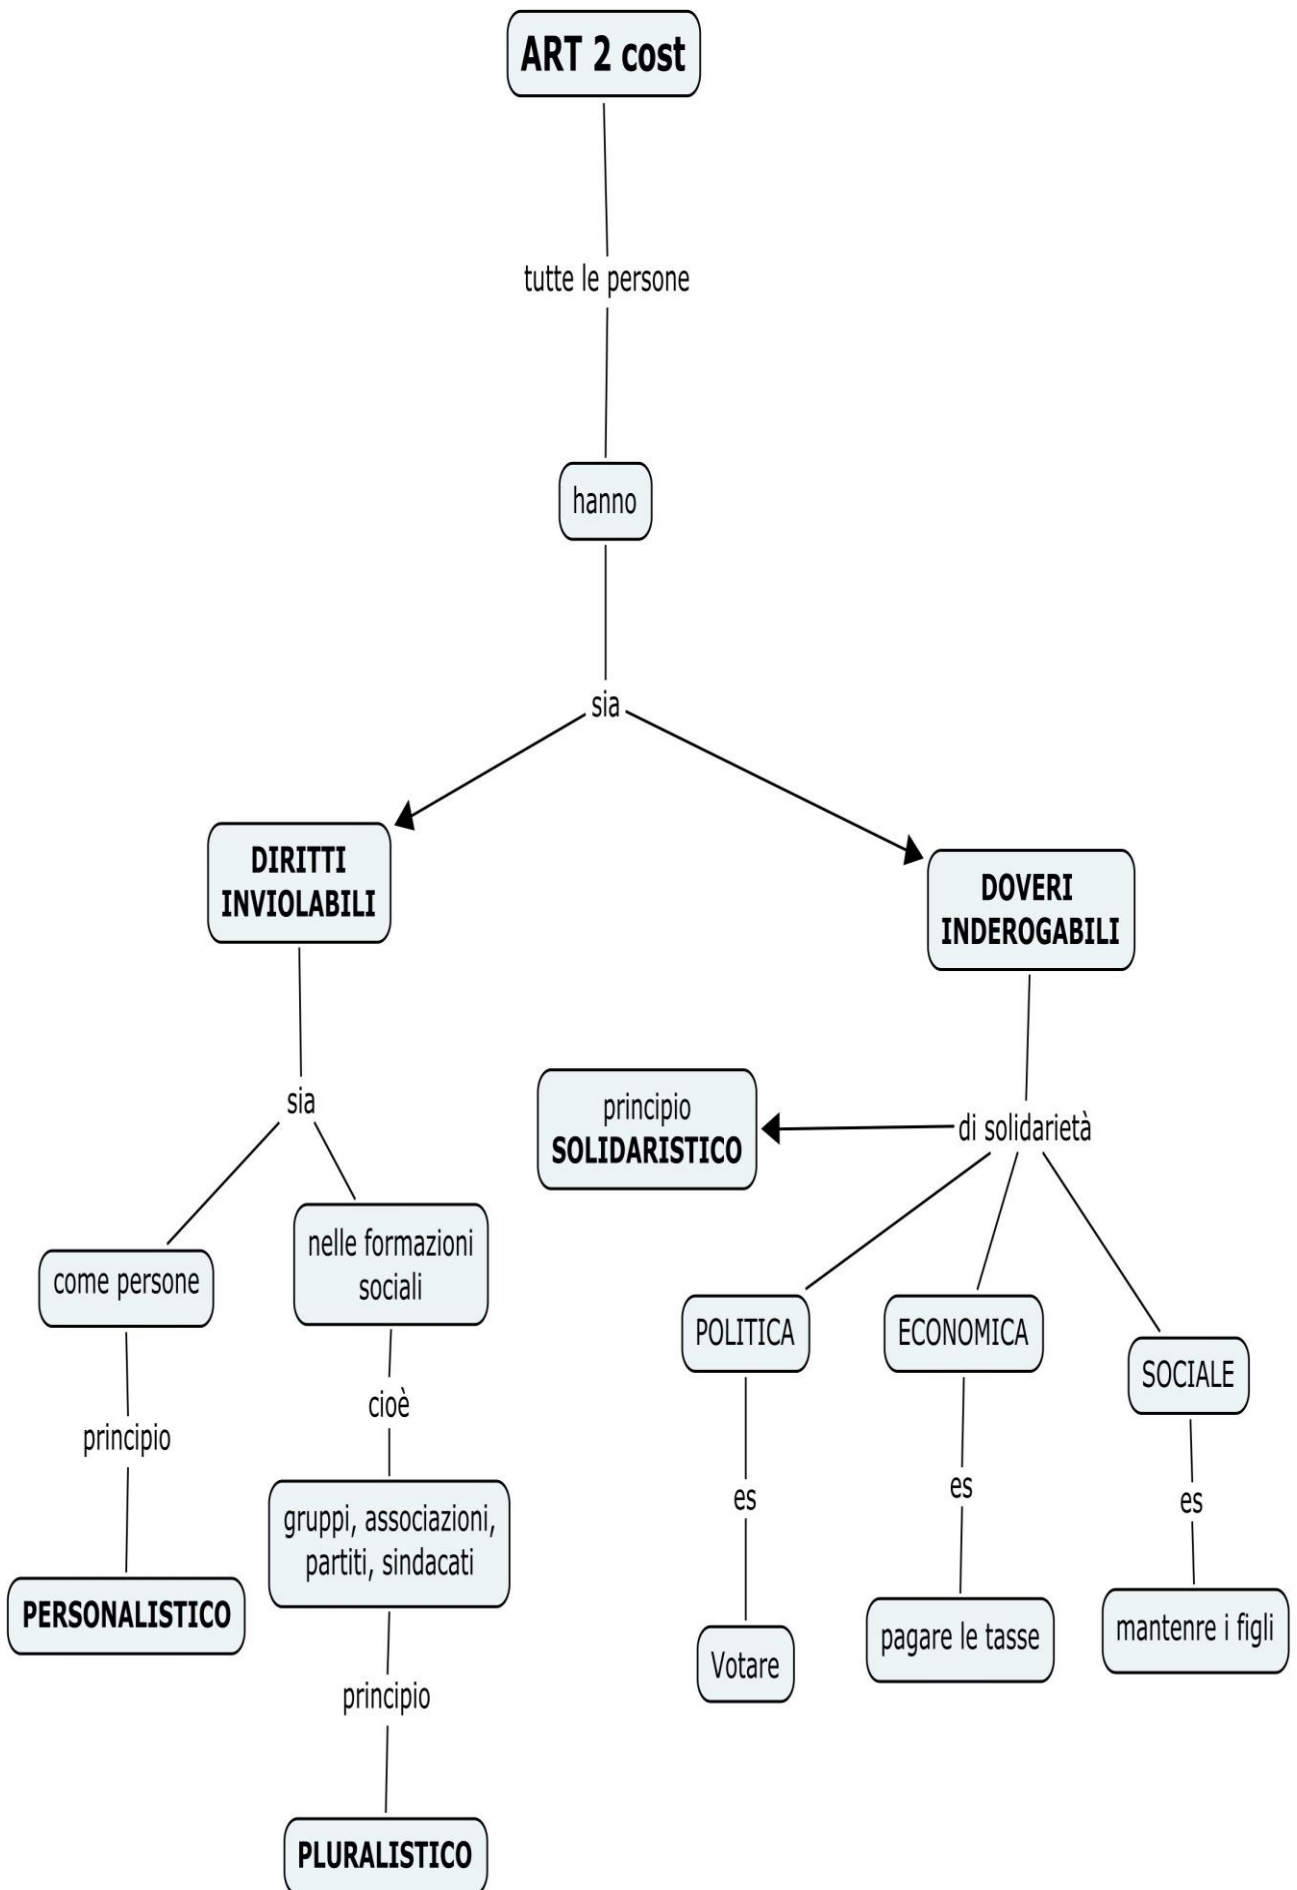 ART 2 cost
tutte le persone
hanno
sia
DIRITTI
INVIOLABILI
DOVERI
INDEROGABILI
sia
di solidarietà
principio
SOLIDARISTICO
come persone
nelle formazioni
sociali
POLITICA
ECONOMICA
SOCIALE
principio
cioè
es
es
es
gruppi, associazioni,
partiti, sindacati
PERSONALISTICO
Votare
pagare le tasse
mantenre i figli
principio
PLURALISTICO